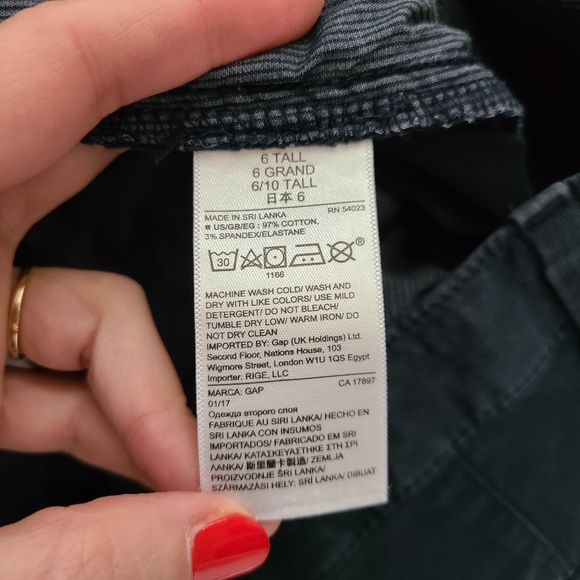 6 TALL
6 GRAND
6/10 TALL
日本 6
MADE IN SRI LANKA RN 54023
■ US/GB/EG : 97% COTTON,
3% SPANDEX/ELASTANE
30 ®
1166
MACHINE WASH COLD/ WASH AND
DRY WITH LIKE COLORS/ USE MILD
DETERGENT/ DO NOT BLEACH/
TUMBLE DRY LOW/ WARM IRON/ DO
NOT DRY CLEAN
IMPORTED BY: Gap (UK Holdings) Ltd.
Second Floor, Nations House, 103
Wigmore Street, London W1U 1QS Egypt
Importer: RIGE, LLC
MARCA: GAP CA 17897
01/17
Одежда второго слоя
FABRIQUE AU SIRI LANKA/ HECHO EN
SRI LANKA CON INSUMOS
IMPORTADOS/ FABRICADO EM SRI
LANKA/ ΚΑΤΑΣΚΕΥΑΣΤΗΚΕ ΣΤΗ ΣΡΙ
ΛΑΝΚΑ/ 斯里蘭卡製造/ ZEMLJA
PROIZVODNJE ŠRI LANKA/
SZÁRMAZÁSI HELY: SRÍ LANKA/ DIBUAT